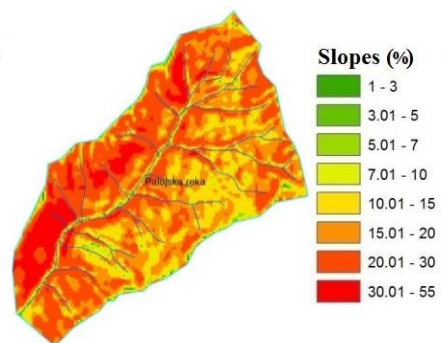 Slopes (%)
1 - 3
3.01 - 5
5.01 - 7
7.01 - 10
10.01 - 15
15.01 - 20
20.01 - 30
30.01 - 55
Palojska reka